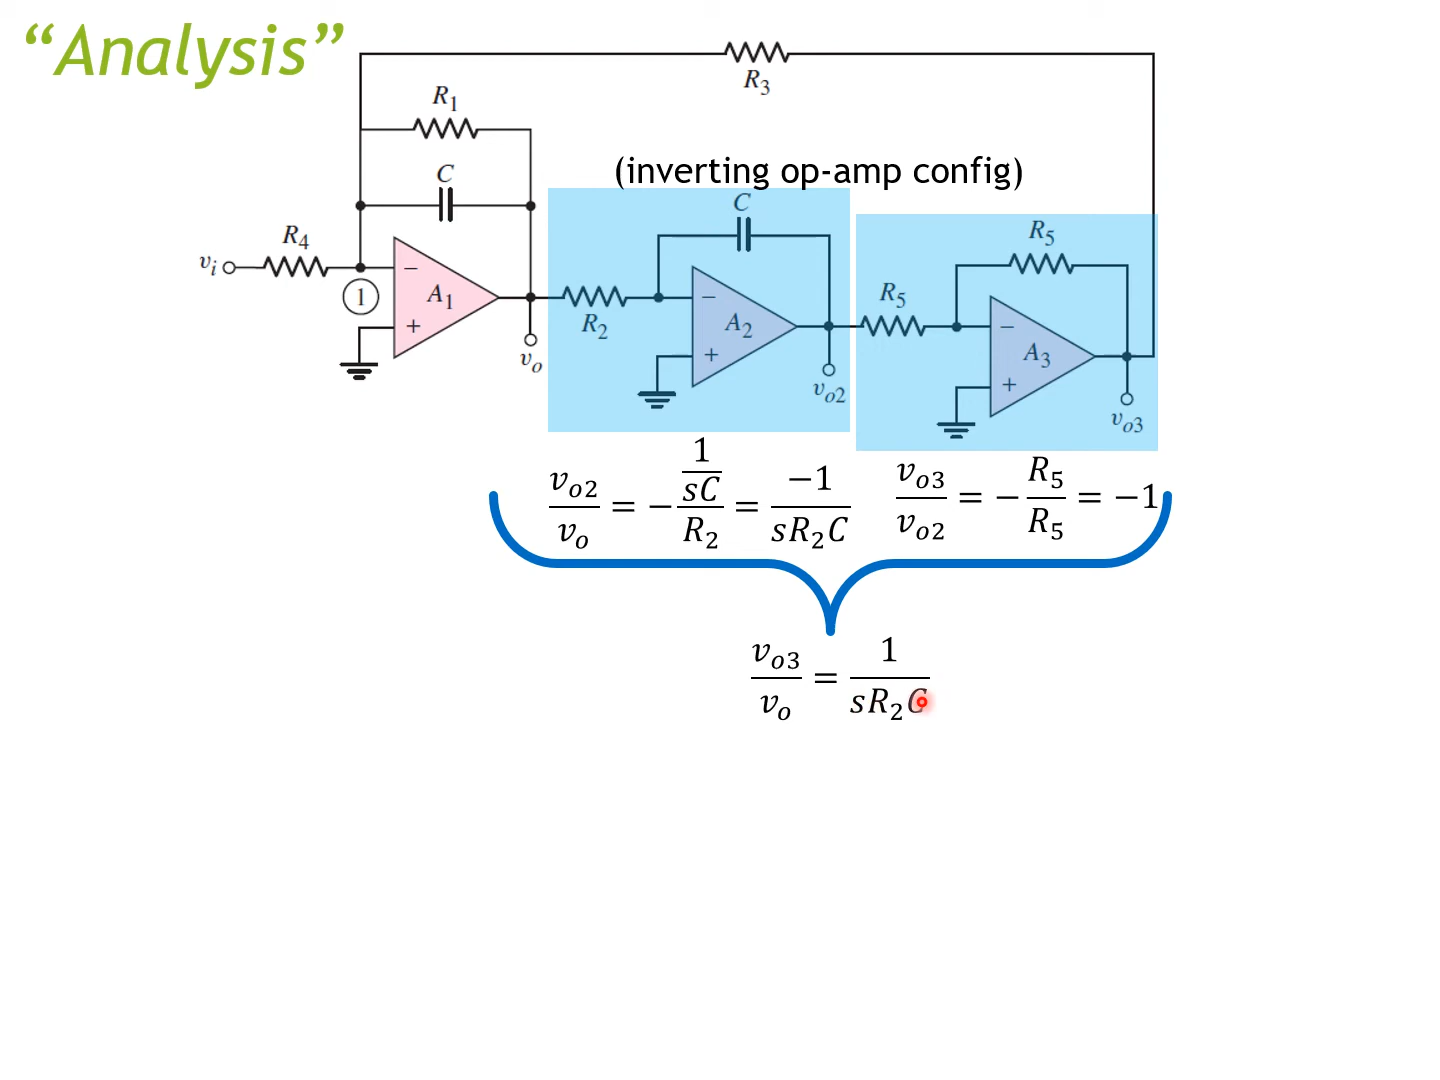 “Analysis”
R3
R1
(inverting op-amp config)
C
C
R4
R5
vi
−
A1
R5
−
1
+
R2
A2
−
+
A3
vo
vo2
+
vo3
vo2/vo = −(1/sC)/R2 = −1/sR2C
vo3/vo2 = −R5/R5 = −1
vo3/vo = 1/sR2C